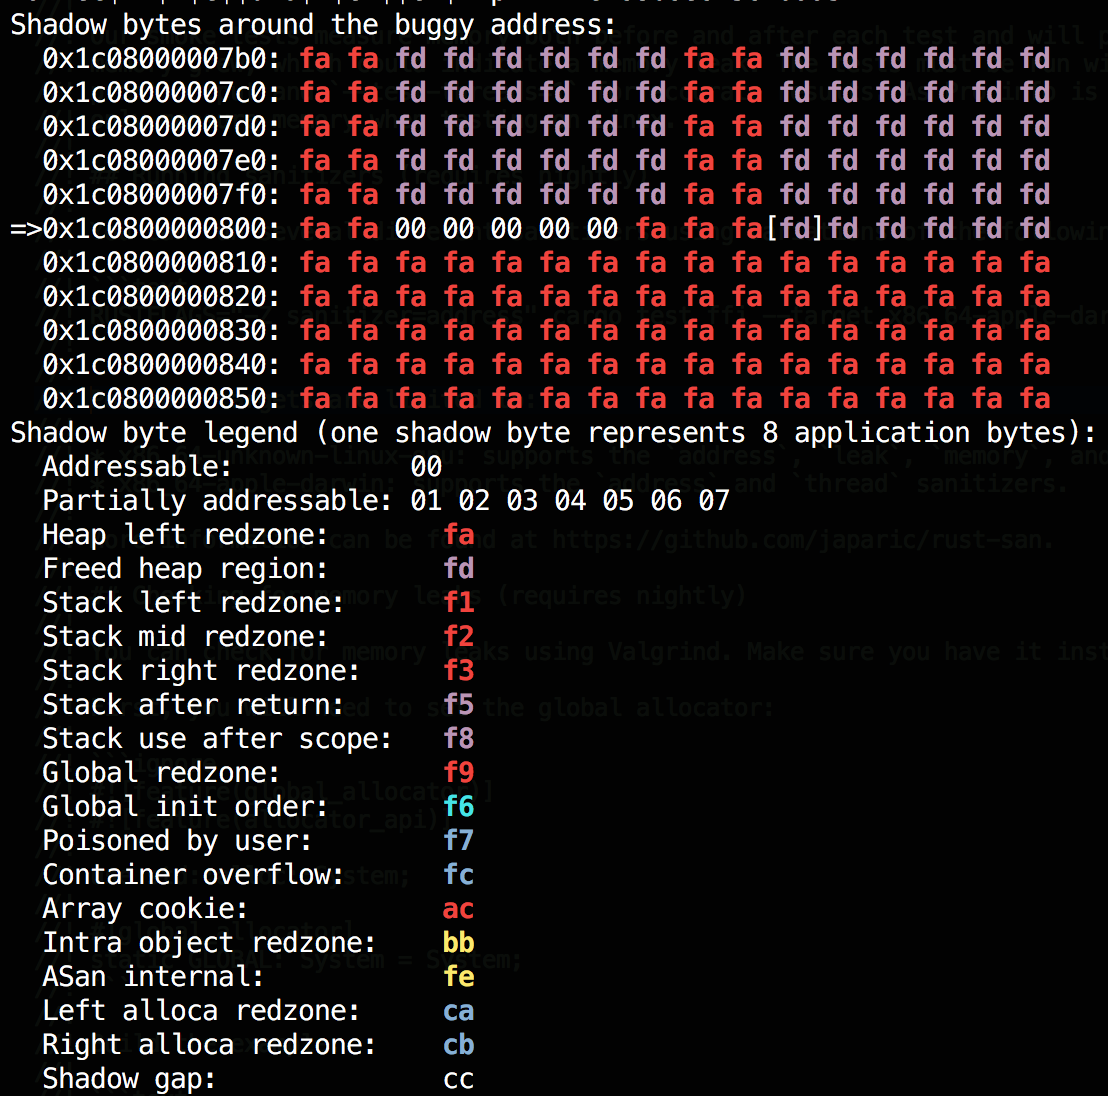 Shadow bytes around the buggy address:
0x1c08000007b0: fa fa fd fd fd fd fd fd fa fa fd fd fd fd fd fd
0x1c08000007c0: fa fa fd fd fd fd fd fd fa fa fd fd fd fd fd fd
0x1c08000007d0: fa fa fd fd fd fd fd fd fa fa fd fd fd fd fd fd
0x1c08000007e0: fa fa fd fd fd fd fd fd fa fa fd fd fd fd fd fd
0x1c08000007f0: fa fa fd fd fd fd fd fd fa fa fd fd fd fd fd fd
=>0x1c0800000800: fa fa 00 00 00 00 00 fa fa fa[fd]fd fd fd fd fd
0x1c0800000810: fa fa fa fa fa fa fa fa fa fa fa fa fa fa fa fa
0x1c0800000820: fa fa fa fa fa fa fa fa fa fa fa fa fa fa fa fa
0x1c0800000830: fa fa fa fa fa fa fa fa fa fa fa fa fa fa fa fa
0x1c0800000840: fa fa fa fa fa fa fa fa fa fa fa fa fa fa fa fa
0x1c0800000850: fa fa fa fa fa fa fa fa fa fa fa fa fa fa fa fa
Shadow byte legend (one shadow byte represents 8 application bytes):
Addressable: 00
Partially addressable: 01 02 03 04 05 06 07
Heap left redzone: fa
Freed heap region: fd
Stack left redzone: f1
Stack mid redzone: f2
Stack right redzone: f3
Stack after return: f5
Stack use after scope: f8
Global redzone: f9
Global init order: f6
Poisoned by user: f7
Container overflow: fc
Array cookie: ac
Intra object redzone: bb
ASan internal: fe
Left alloca redzone: ca
Right alloca redzone: cb
Shadow gap: cc